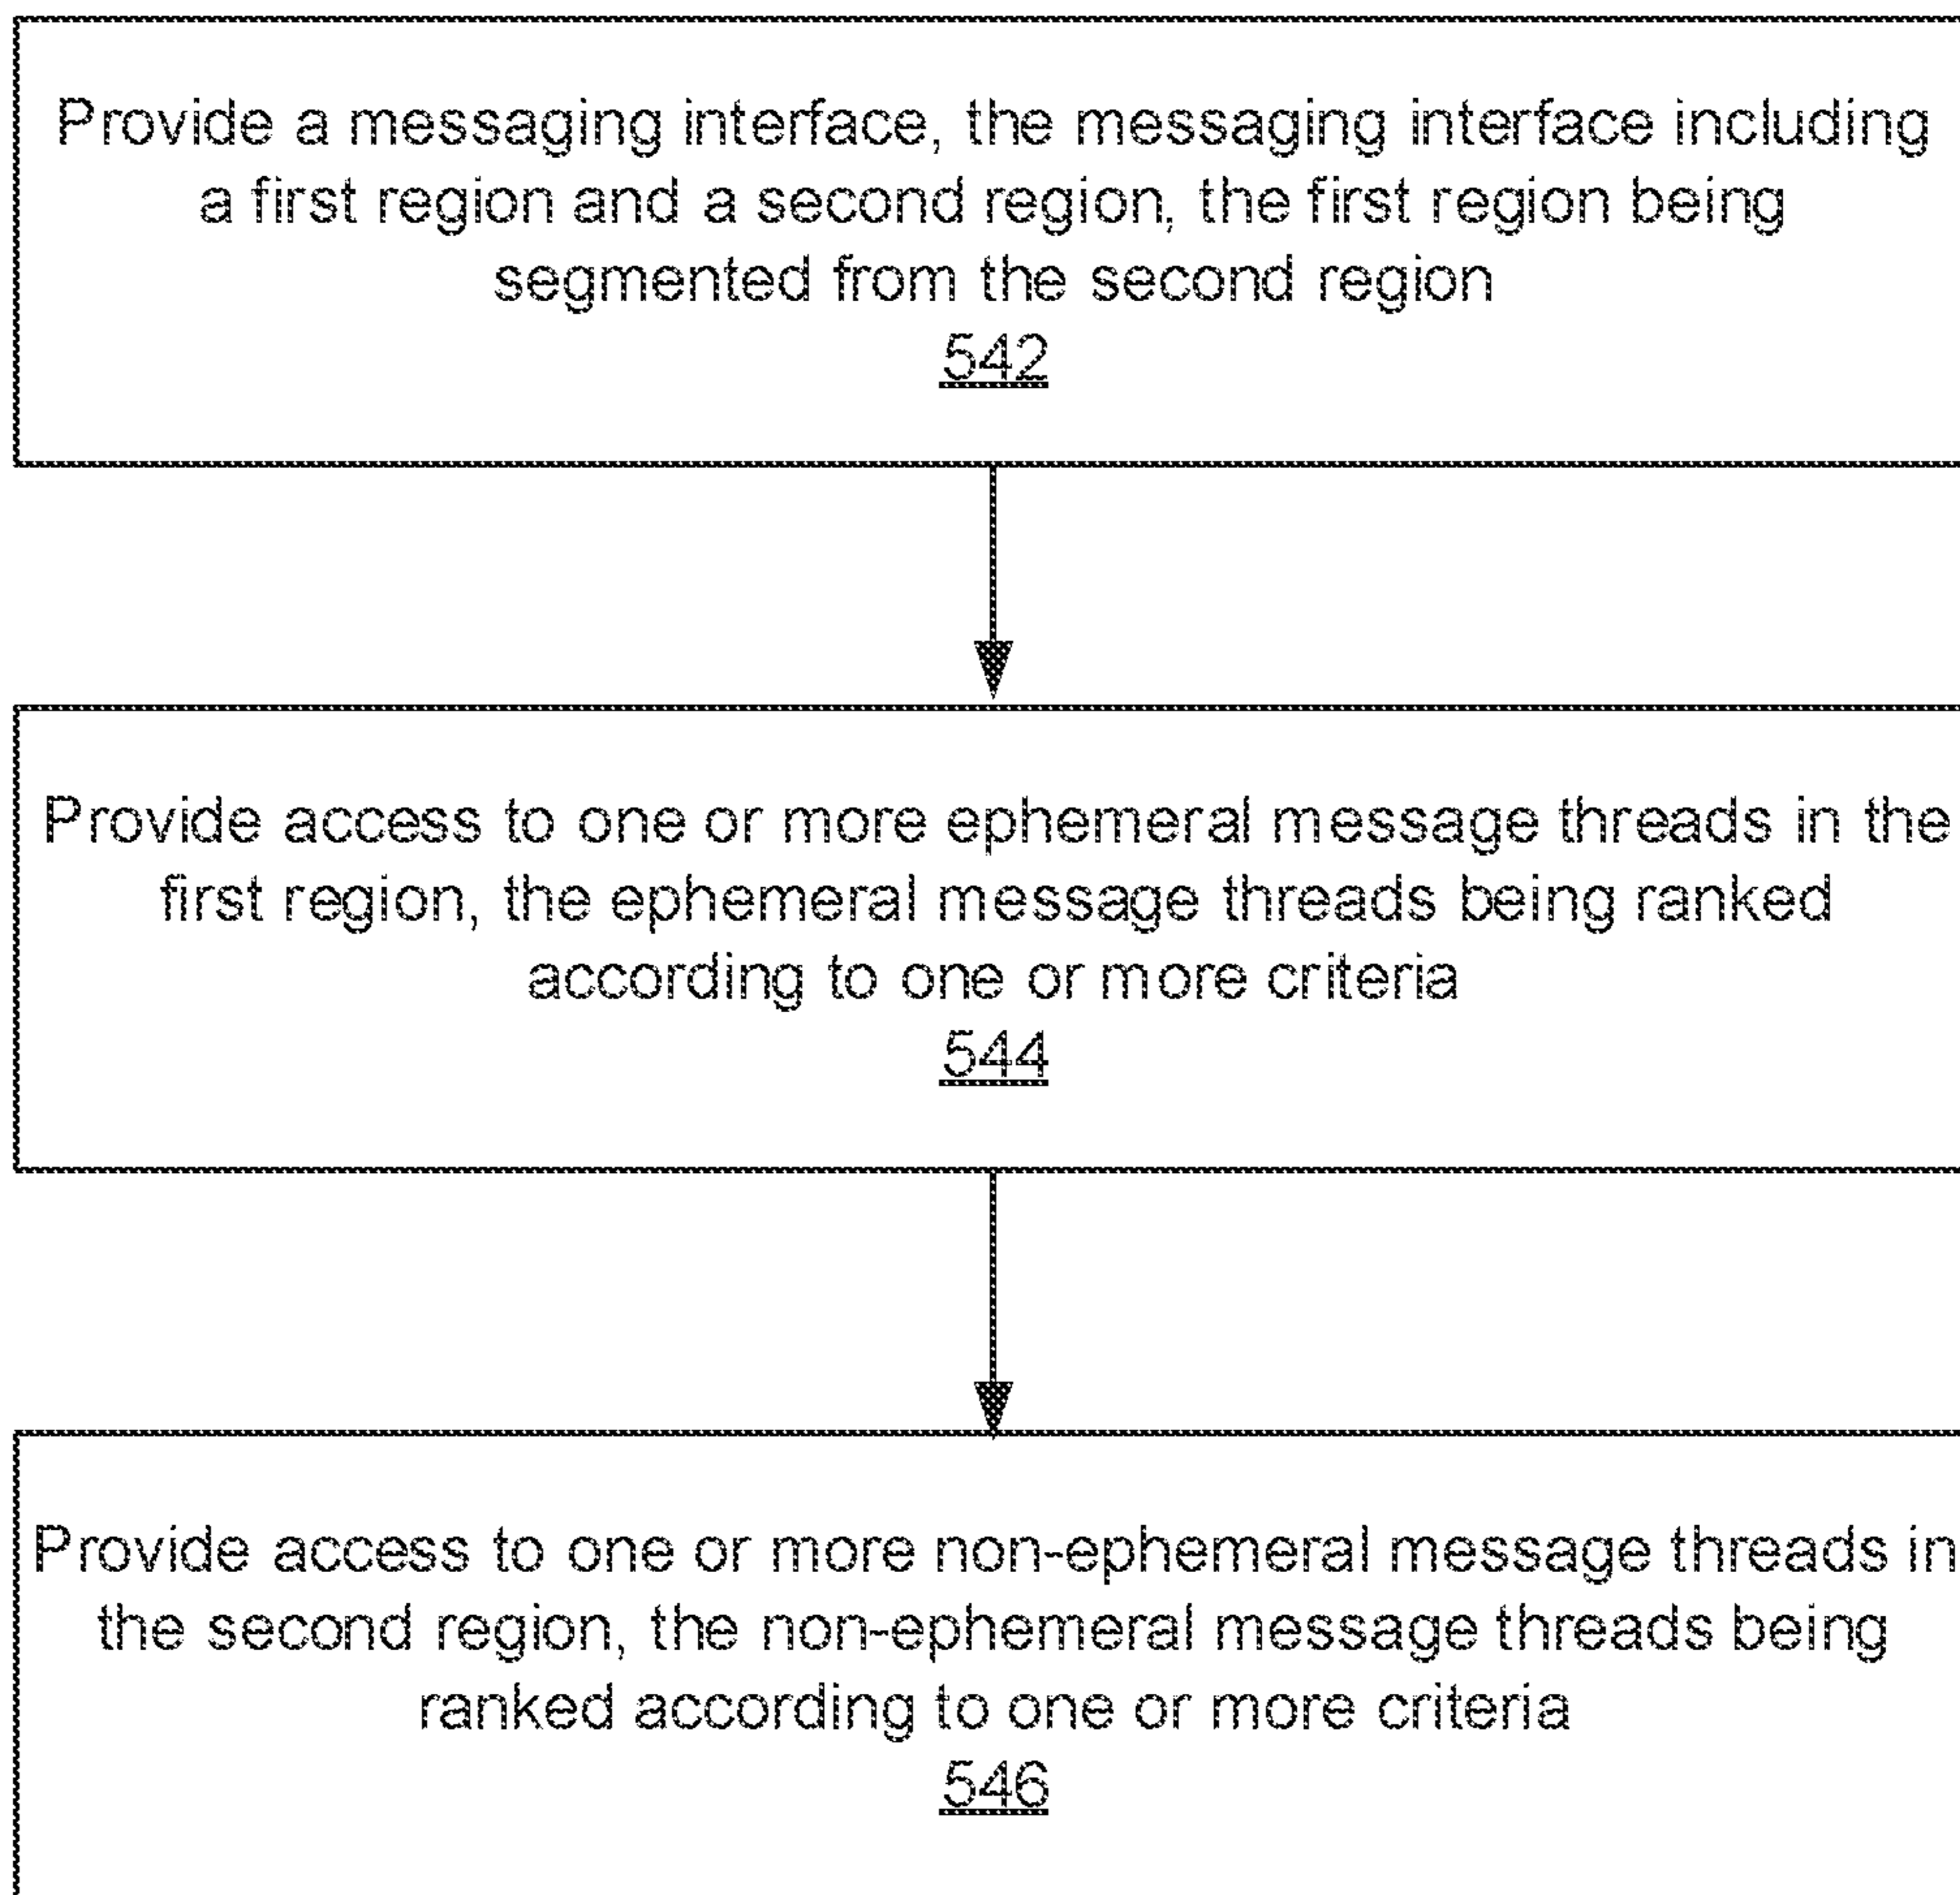 Provide a messaging interface, the messaging interface including
a first region and a second region, the first region being
segmented from the second region
542
Provide access to one or more ephemeral message threads in the
first region, the ephemeral message threads being ranked
according to one or more criteria
544
Provide access to one or more non-ephemeral message threads in
the second region, the non-ephemeral message threads being
ranked according to one or more criteria
546